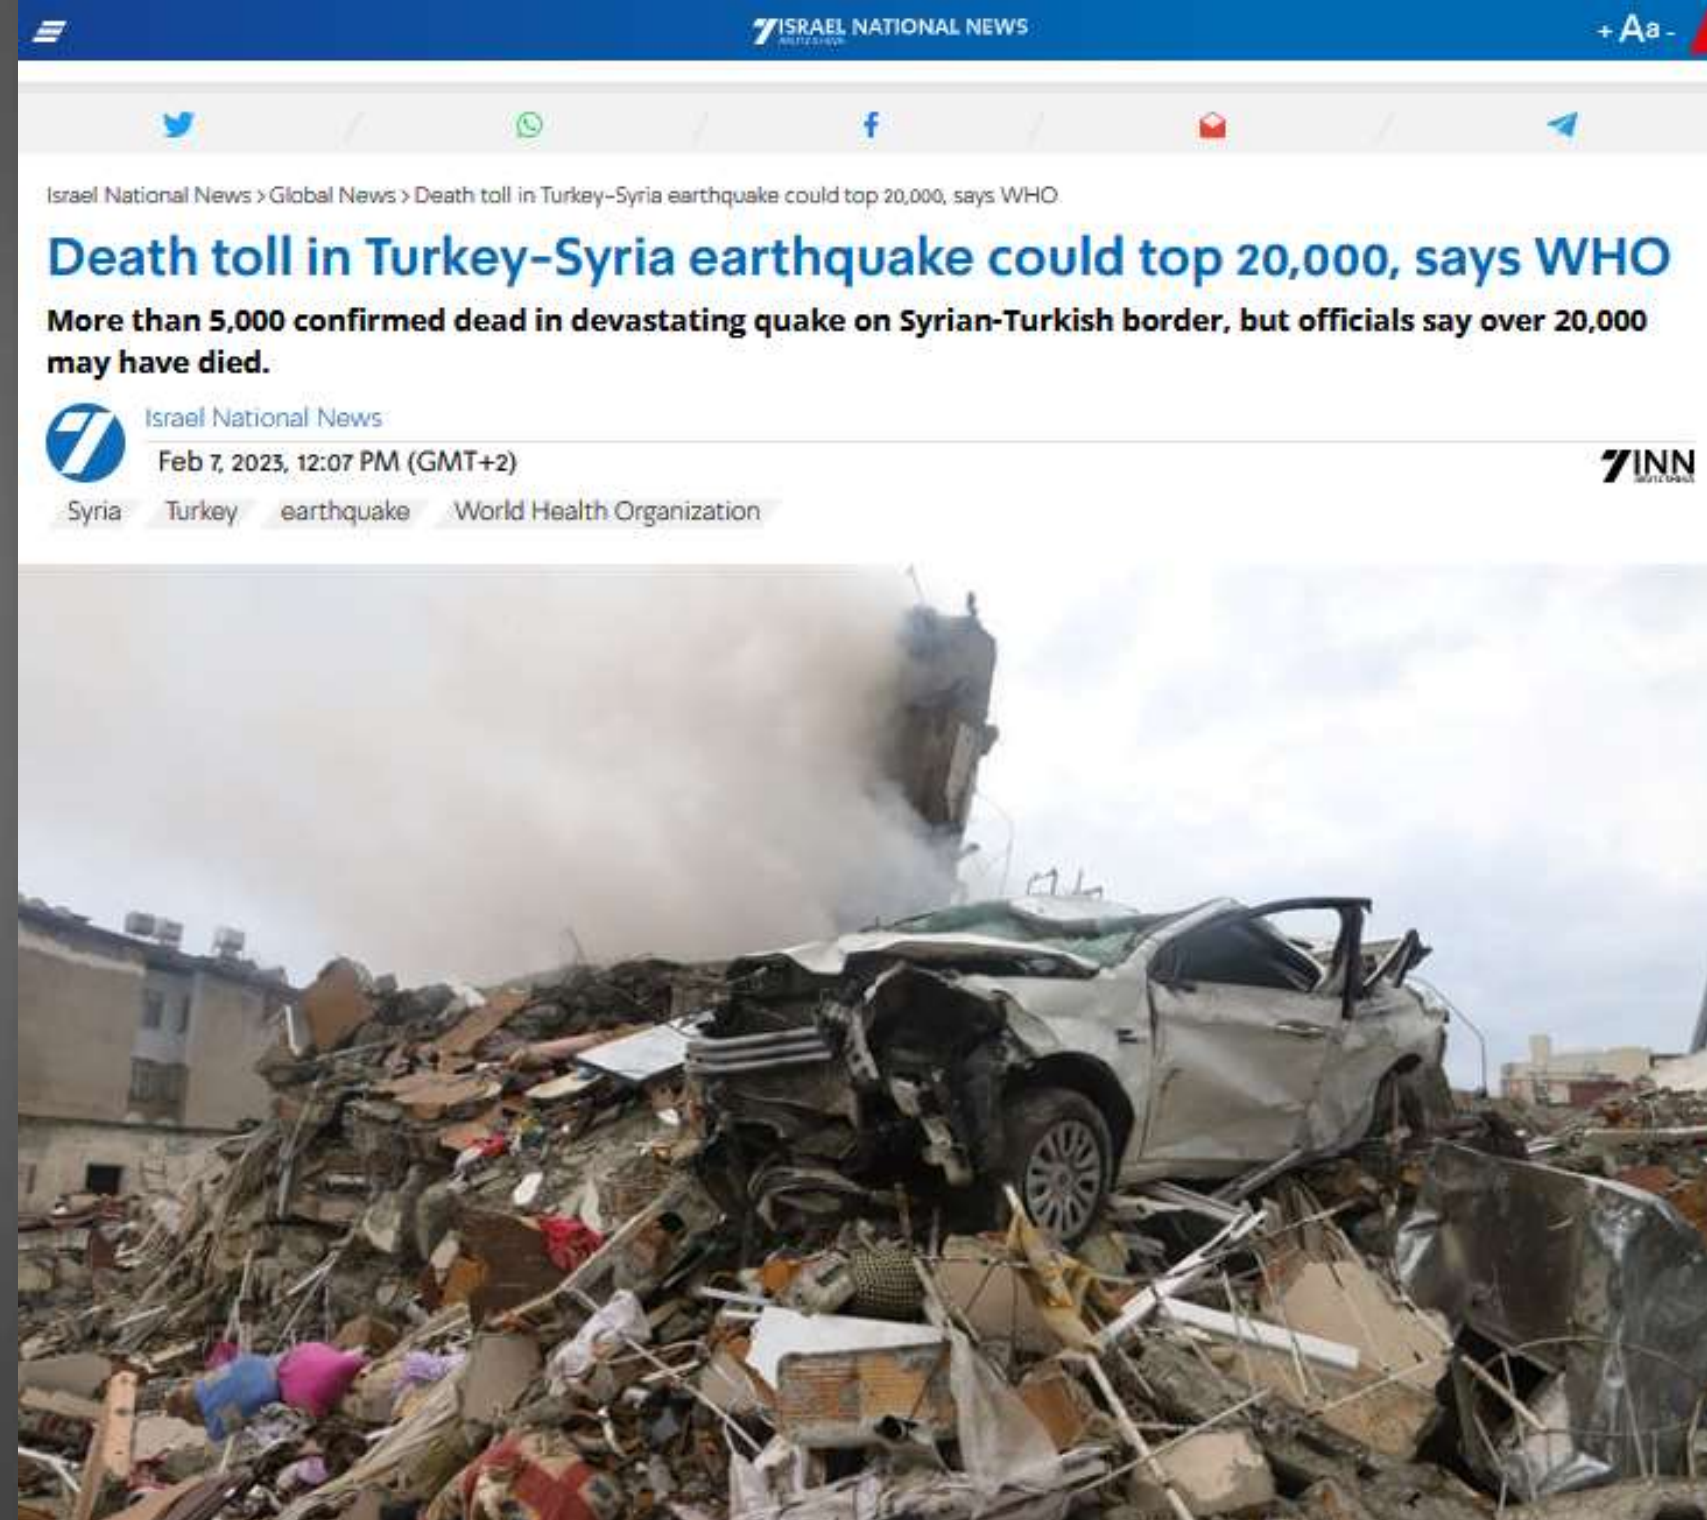 ISRAEL NATIONAL NEWS
+ Aa -
Israel National News > Global News > Death toll in Turkey-Syria earthquake could top 20,000, says WHO
Death toll in Turkey-Syria earthquake could top 20,000, says WHO
More than 5,000 confirmed dead in devastating quake on Syrian-Turkish border, but officials say over 20,000
may have died.
7 Israel National News
Feb 7, 2023, 12:07 PM (GMT+2)
7INN
Syria Turkey earthquake World Health Organization